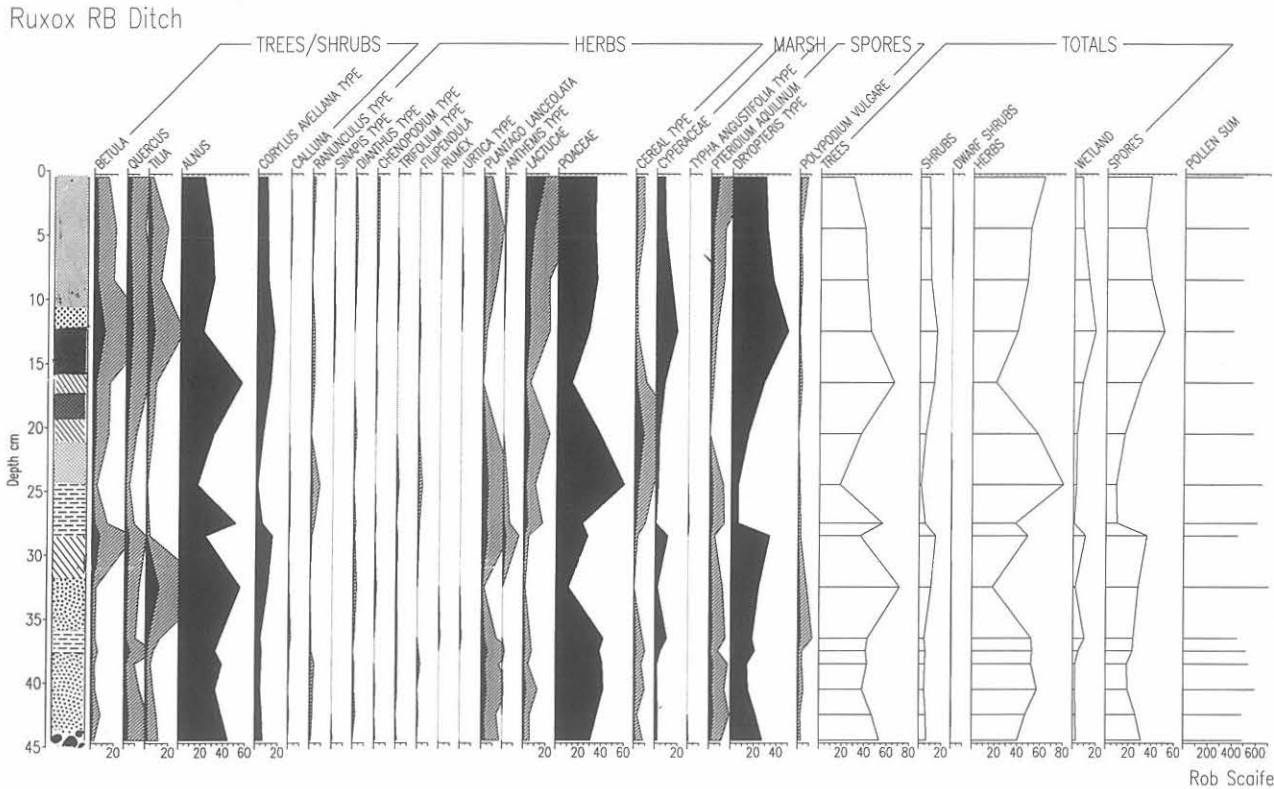 Ruxox RB Ditch
TREES/SHRUBS
HERBS
MARSH
SPORES
TOTALS
BETULA
QUERCUS
TILIA
ALNUS
CORYLUS AVELLANA TYPE
CALLUNA
RANUNCULUS TYPE
SINAPIS TYPE
DIANTHUS TYPE
CHENOPODIUM TYPE
TRIFOLIUM TYPE
FILIPENDULA
RUMEX
URTICA TYPE
PLANTAGO LANCEOLATA
ANTHEMIS TYPE
LACTUCAE
POACEAE
CEREAL TYPE
CYPERACEAE
TYPHA ANGUSTIFOLIA TYPE
PTERIDIUM AQUILINUM
DRYOPTERIS TYPE
POLYPODIUM VULGARE
TREES
SHRUBS
DWARF SHRUBS
HERBS
WETLAND
SPORES
POLLEN SUM
0
5
10
15
20
25
30
35
40
45
Depth cm
20 20 20 40 60 20 20 20 40 60 20 20 40 20 40 60 80 20 20 40 60 80 20 20 40 60 200 400 600
Rob Scaife